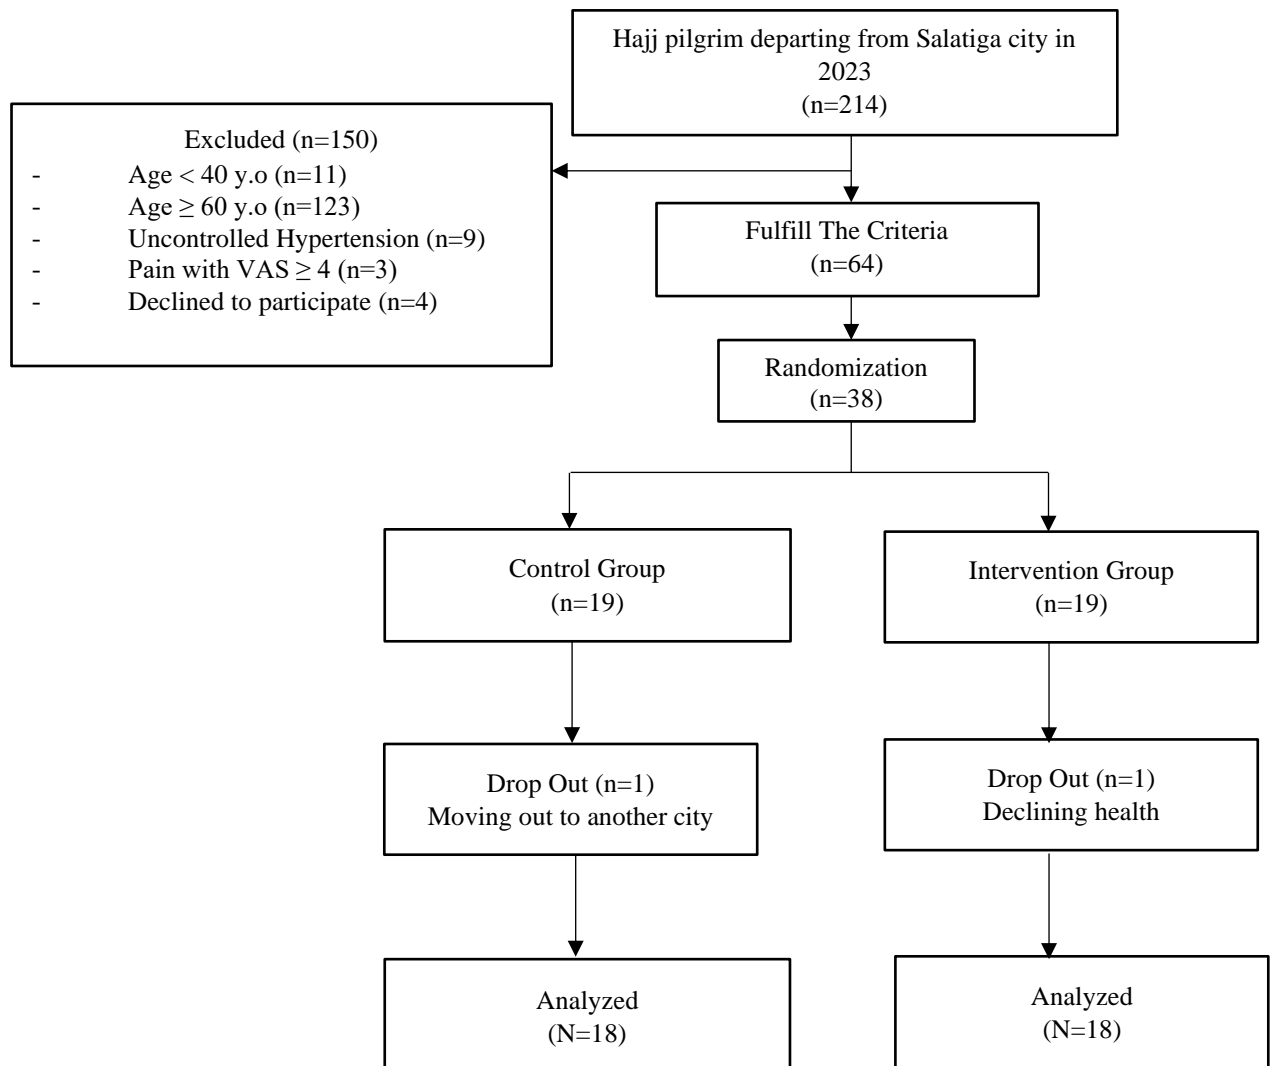 Hajj pilgrim departing from Salatiga city in
2023
(n=214)
Excluded (n=150)
- Age < 40 y.o (n=11)
- Age ≥ 60 y.o (n=123)
- Uncontrolled Hypertension (n=9)
- Pain with VAS ≥ 4 (n=3)
- Declined to participate (n=4)
Fulfill The Criteria
(n=64)
Randomization
(n=38)
Control Group
(n=19)
Intervention Group
(n=19)
Drop Out (n=1)
Moving out to another city
Drop Out (n=1)
Declining health
Analyzed
(N=18)
Analyzed
(N=18)